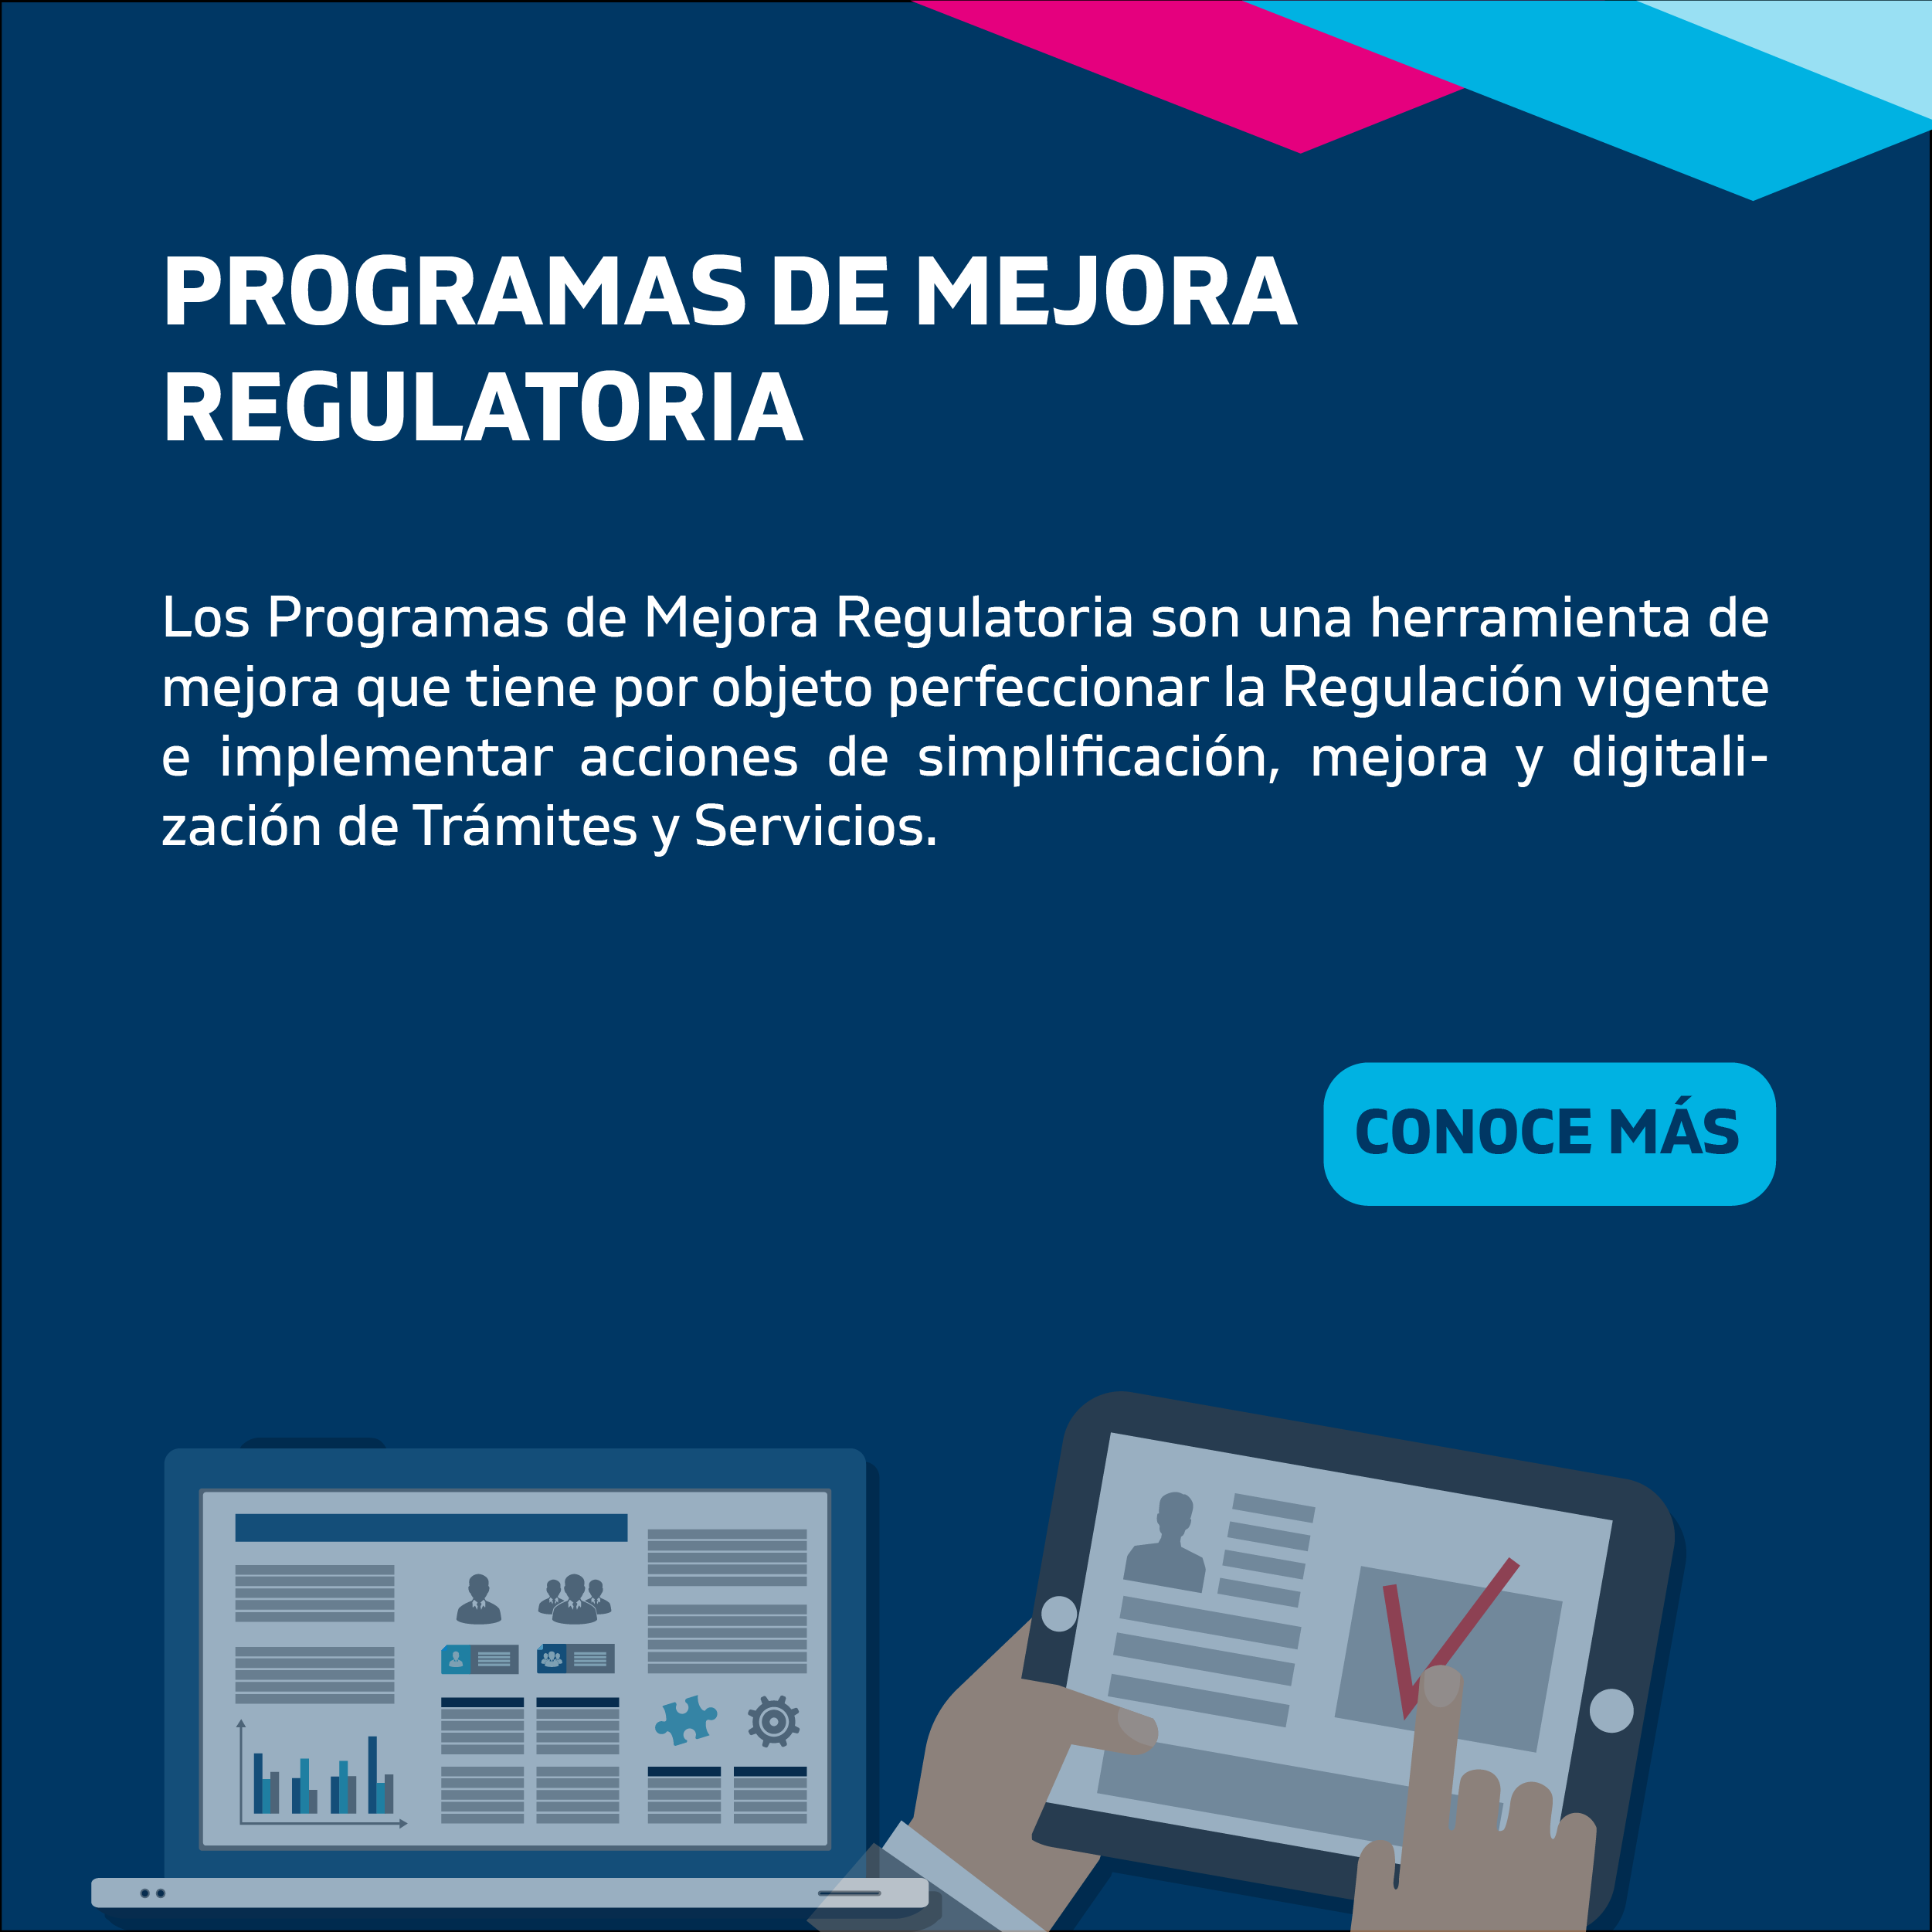 PROGRAMAS DE MEJORA
REGULATORIA
Los Programas de Mejora Regulatoria son una herramienta de
mejora que tiene por objeto perfeccionar la Regulación vigente
e implementar acciones de simplificación, mejora y digitali-
zación de Trámites y Servicios.
CONOCE MÁS